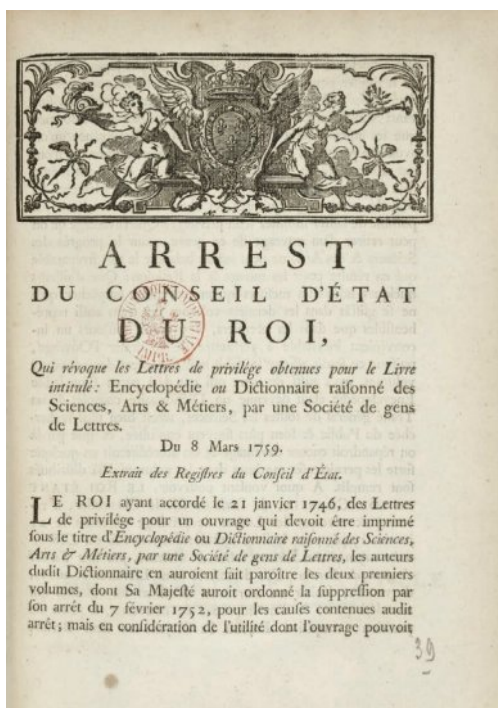 ARREST
DU CONSEIL D'ÉTAT
DU ROI,
Qui révoque les Lettres de privilége obtenues pour le Livre
intitulé: Encyclopédie ou Dictionnaire raiſonné des
Sciences, Arts & Métiers, par une Société de gens
de Lettres.
Du 8 Mars 1759.
Extrait des Regiſtres du Conſeil d'État.
LE ROI ayant accordé le 21 janvier 1746, des Lettres
de privilége pour un ouvrage qui devoit être imprimé
ſous le titre d'Encyclopédie ou Dictionnaire raiſonné des Sciences,
Arts & Métiers, par une Société de gens de Lettres, les auteurs
dudit Dictionnaire en auroient fait paroître les deux premiers
volumes, dont Sa Majeſté auroit ordonné la ſuppreſſion par
ſon arrêt du 7 février 1752, pour les cauſes contenues audit
arrêt; mais en conſidération de l'utilité dont l'ouvrage pouvoit
39